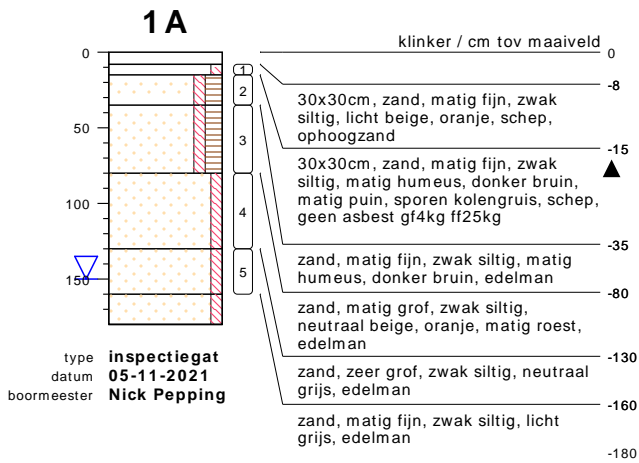 1A
klinker / cm tov maaiveld
0
0
50
100
150
1
2
3
4
5
-8
30x30cm, zand, matig fijn, zwak
siltig, licht beige, oranje, schep,
ophoogzand
-15
30x30cm, zand, matig fijn, zwak
siltig, matig humeus, donker bruin,
matig puin, sporen kolengruis, schep,
geen asbest gf4kg ff25kg
-35
zand, matig fijn, zwak siltig, matig
humeus, donker bruin, edelman
-80
zand, matig grof, zwak siltig,
neutraal beige, oranje, matig roest,
edelman
-130
zand, zeer grof, zwak siltig, neutraal
grijs, edelman
-160
zand, matig fijn, zwak siltig, licht
grijs, edelman
-180
type inspectiegat
datum 05-11-2021
boormeester Nick Pepping